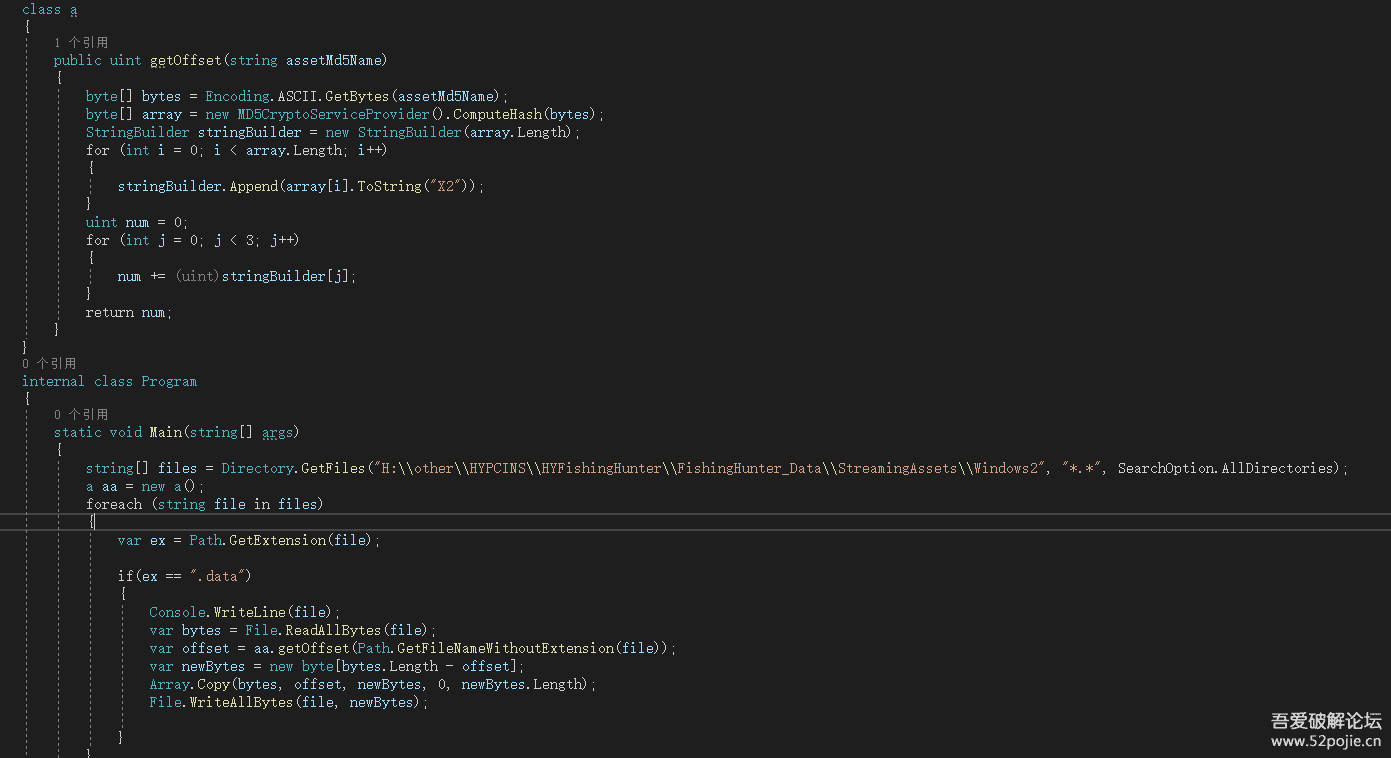 class a
{
1 个引用
public uint getOffset(string assetMd5Name)
{
byte[] bytes = Encoding.ASCII.GetBytes(assetMd5Name);
byte[] array = new MD5CryptoServiceProvider().ComputeHash(bytes);
StringBuilder stringBuilder = new StringBuilder(array.Length);
for (int i = 0; i < array.Length; i++)
{
stringBuilder.Append(array[i].ToString("X2"));
}
uint num = 0;
for (int j = 0; j < 3; j++)
{
num += (uint)stringBuilder[j];
}
return num;
}
}
0 个引用
internal class Program
{
0 个引用
static void Main(string[] args)
{
string[] files = Directory.GetFiles("H:\\other\\HYPCINS\\HYFishingHunter\\FishingHunter_Data\\StreamingAssets\\Windows2", "*.*", SearchOption.AllDirectories);
a aa = new a();
foreach (string file in files)
{
var ex = Path.GetExtension(file);
if(ex == ".data")
{
Console.WriteLine(file);
var bytes = File.ReadAllBytes(file);
var offset = aa.getOffset(Path.GetFileNameWithoutExtension(file));
var newBytes = new byte[bytes.Length - offset];
Array.Copy(bytes, offset, newBytes, 0, newBytes.Length);
File.WriteAllBytes(file, newBytes);
}
}
吾爱破解论坛
www.52pojie.cn